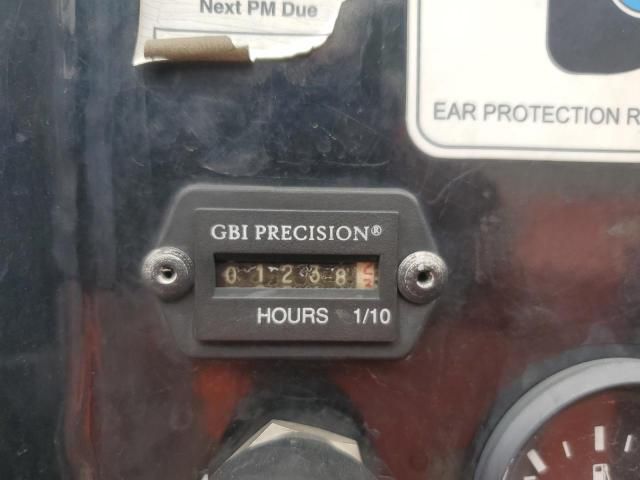 Next PM Due
EAR PROTECTION R
GBI PRECISION®
0 1 2 3 8
HOURS 1/10